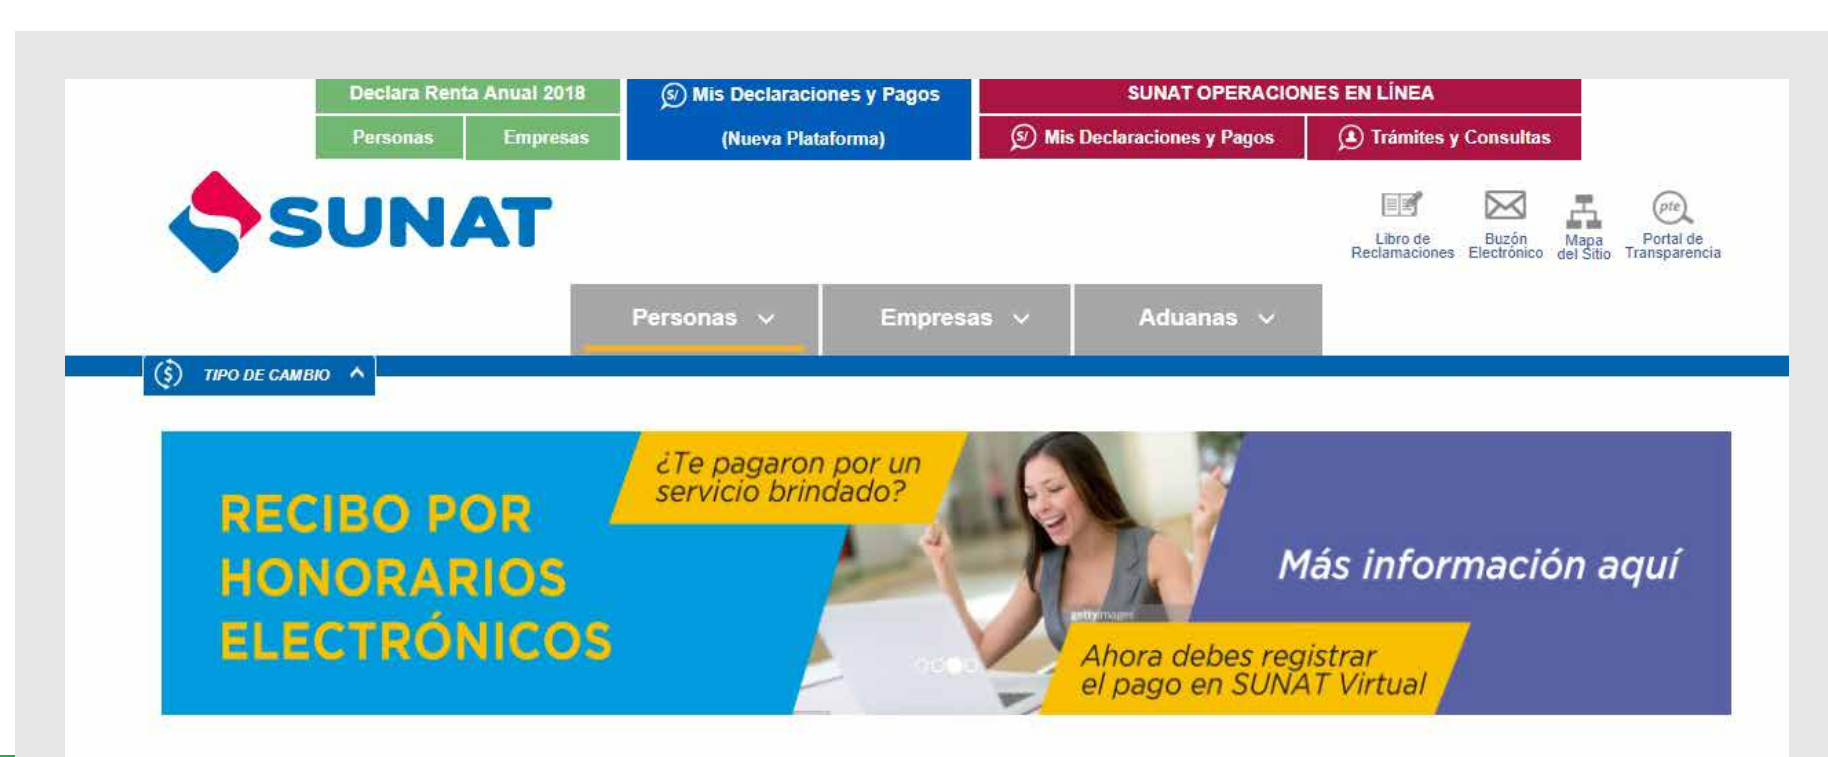 Declara Renta Anual 2018
Personas
Empresas
S/ Mis Declaraciones y Pagos
(Nueva Plataforma)
SUNAT OPERACIONES EN LÍNEA
S/ Mis Declaraciones y Pagos
Trámites y Consultas
SUNAT
Libro de
Reclamaciones
Buzón
Electrónico
Mapa
del Sitio
pte
Portal de
Transparencia
Personas
Empresas
Aduanas
$ TIPO DE CAMBIO
RECIBO POR
HONORARIOS
ELECTRÓNICOS
¿Te pagaron por un
servicio brindado?
gettyimages
Más información aquí
Ahora debes registrar
el pago en SUNAT Virtual